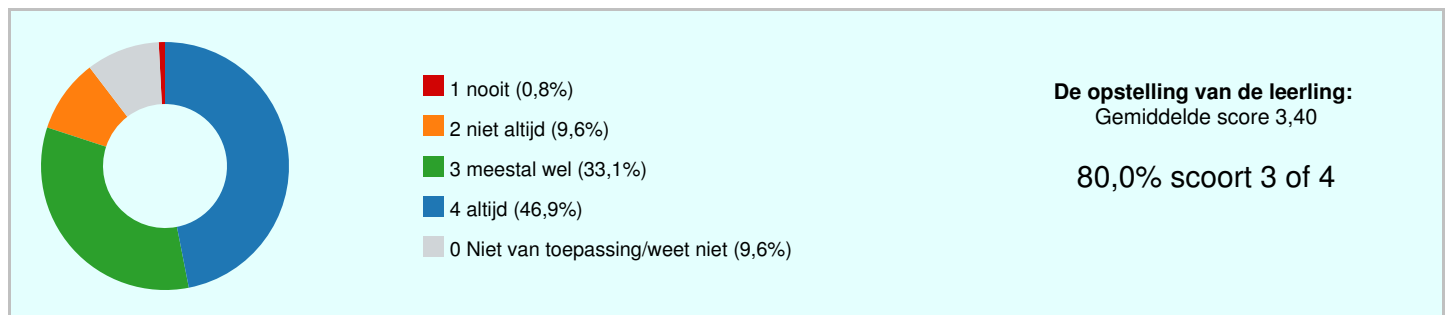 1 nooit (0,8%)
2 niet altijd (9,6%)
3 meestal wel (33,1%)
4 altijd (46,9%)
0 Niet van toepassing/weet niet (9,6%)
De opstelling van de leerling:
Gemiddelde score 3,40
80,0% scoort 3 of 4